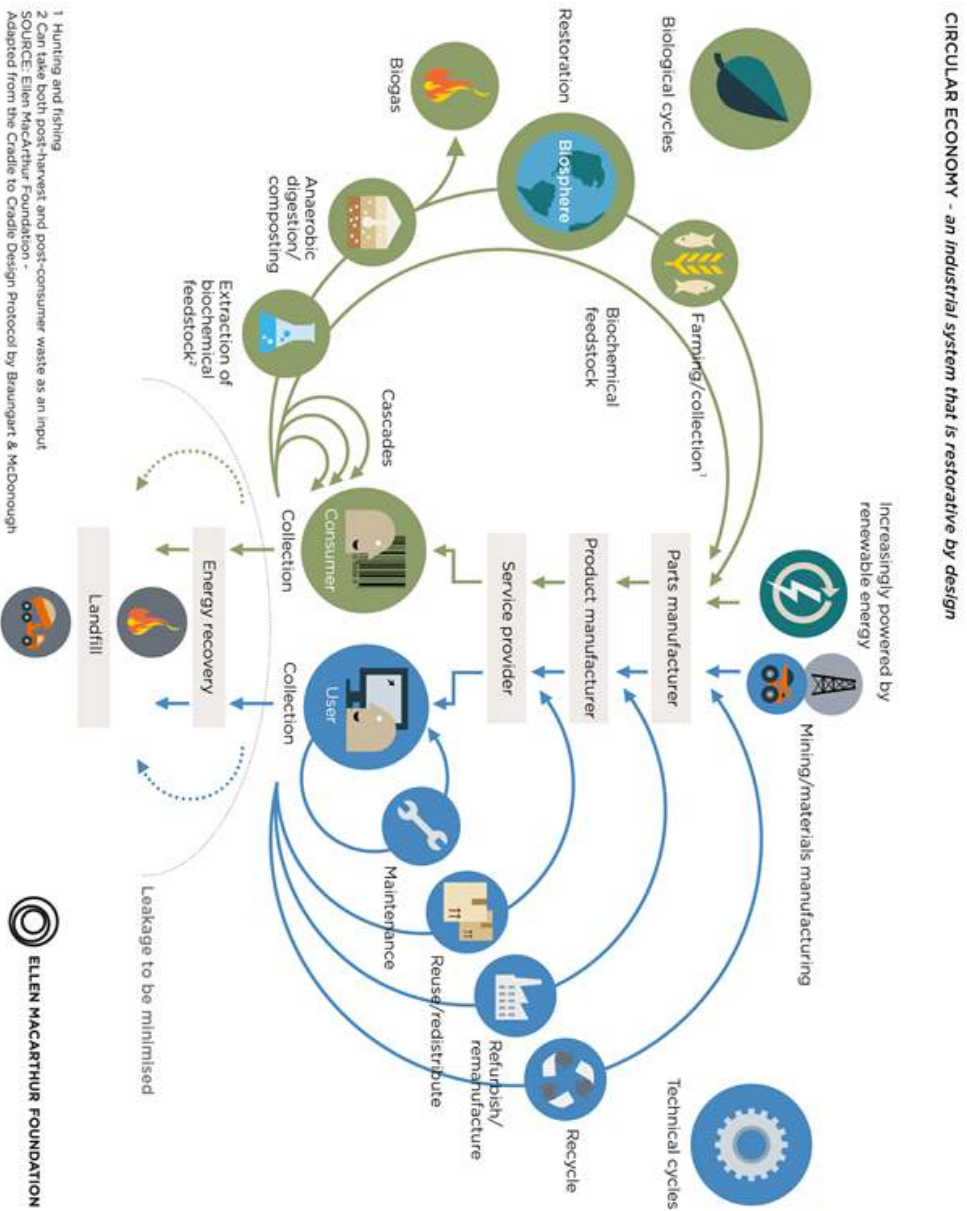 CIRCULAR ECONOMY - an industrial system that is restorative by design
Increasingly powered by
renewable energy
Mining/materials manufacturing
Biological cycles
Technical cycles
Farming/collection1
Parts manufacturer
Restoration
Biosphere
Biochemical
feedstock
Product manufacturer
Recycle
Biogas
Service provider
Refurbish/
remanufacture
Reuse/redistribute
Anaerobic
digestion/
composting
Cascades
Maintenance
Consumer
User
Extraction of
biochemical
feedstock2
Collection
Collection
Energy recovery
Leakage to be minimised
Landfill
1 Hunting and fishing
2 Can take both post-harvest and post-consumer waste as an input
SOURCE: Ellen MacArthur Foundation -
Adapted from the Cradle to Cradle Design Protocol by Braungart & McDonough
ELLEN MACARTHUR FOUNDATION